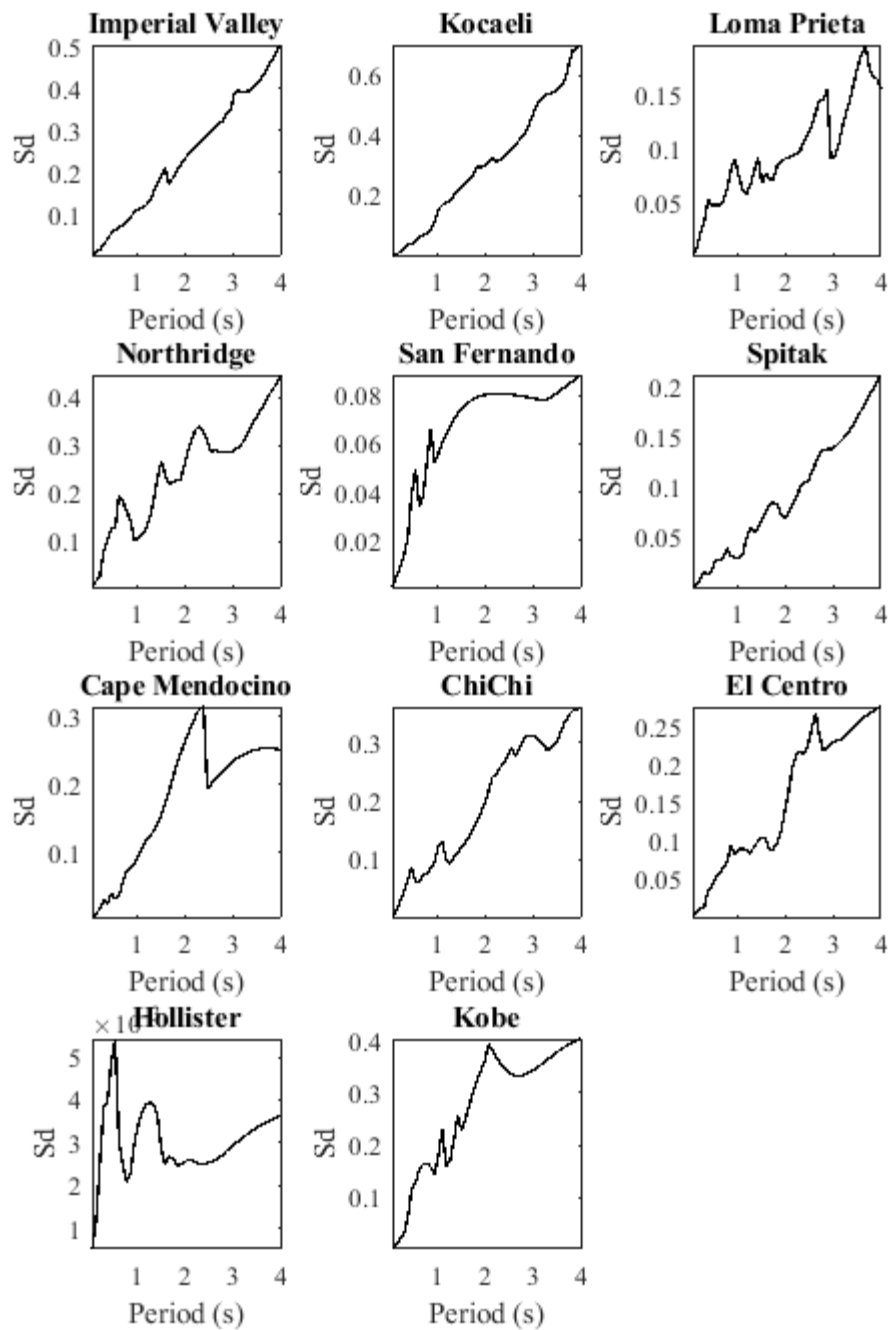 Imperial Valley Kocaeli Loma Prieta
0.5
0.4
0.3
0.2
0.1
Sd
1 2 3 4
Period (s)
0.6
0.4
0.2
Sd
1 2 3 4
Period (s)
0.15
0.1
0.05
Sd
1 2 3 4
Period (s)
Northridge San Fernando Spitak
0.4
0.3
0.2
0.1
Sd
1 2 3 4
Period (s)
0.08
0.06
0.04
0.02
Sd
1 2 3 4
Period (s)
0.2
0.15
0.1
0.05
Sd
1 2 3 4
Period (s)
Cape Mendocino ChiChi El Centro
0.3
0.2
0.1
Sd
1 2 3 4
Period (s)
0.3
0.2
0.1
Sd
1 2 3 4
Period (s)
0.25
0.2
0.15
0.1
0.05
Sd
1 2 3 4
Period (s)
Hollister Kobe
× 10
5
4
3
2
1
Sd
1 2 3 4
Period (s)
0.4
0.3
0.2
0.1
Sd
1 2 3 4
Period (s)